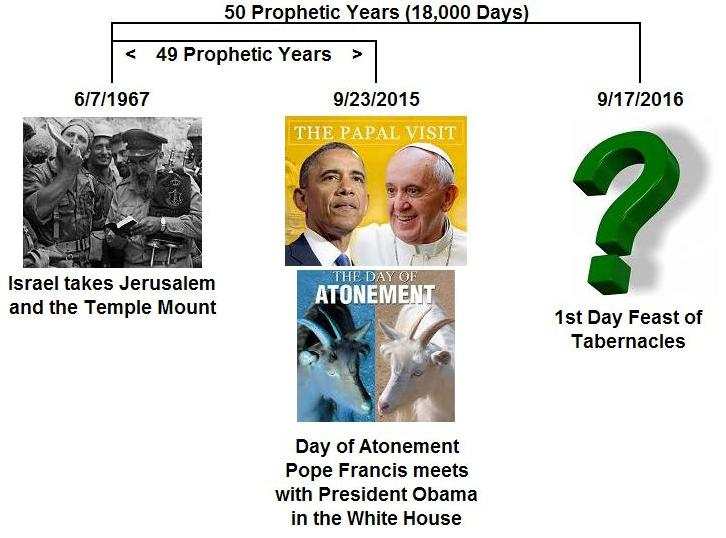 50 Prophetic Years (18,000 Days)
< 49 Prophetic Years >
6/7/1967
9/23/2015
9/17/2016
THE PAPAL VISIT
THE DAY OF
ATONEMENT
Israel takes Jerusalem
and the Temple Mount
1st Day Feast of
Tabernacles
Day of Atonement
Pope Francis meets
with President Obama
in the White House